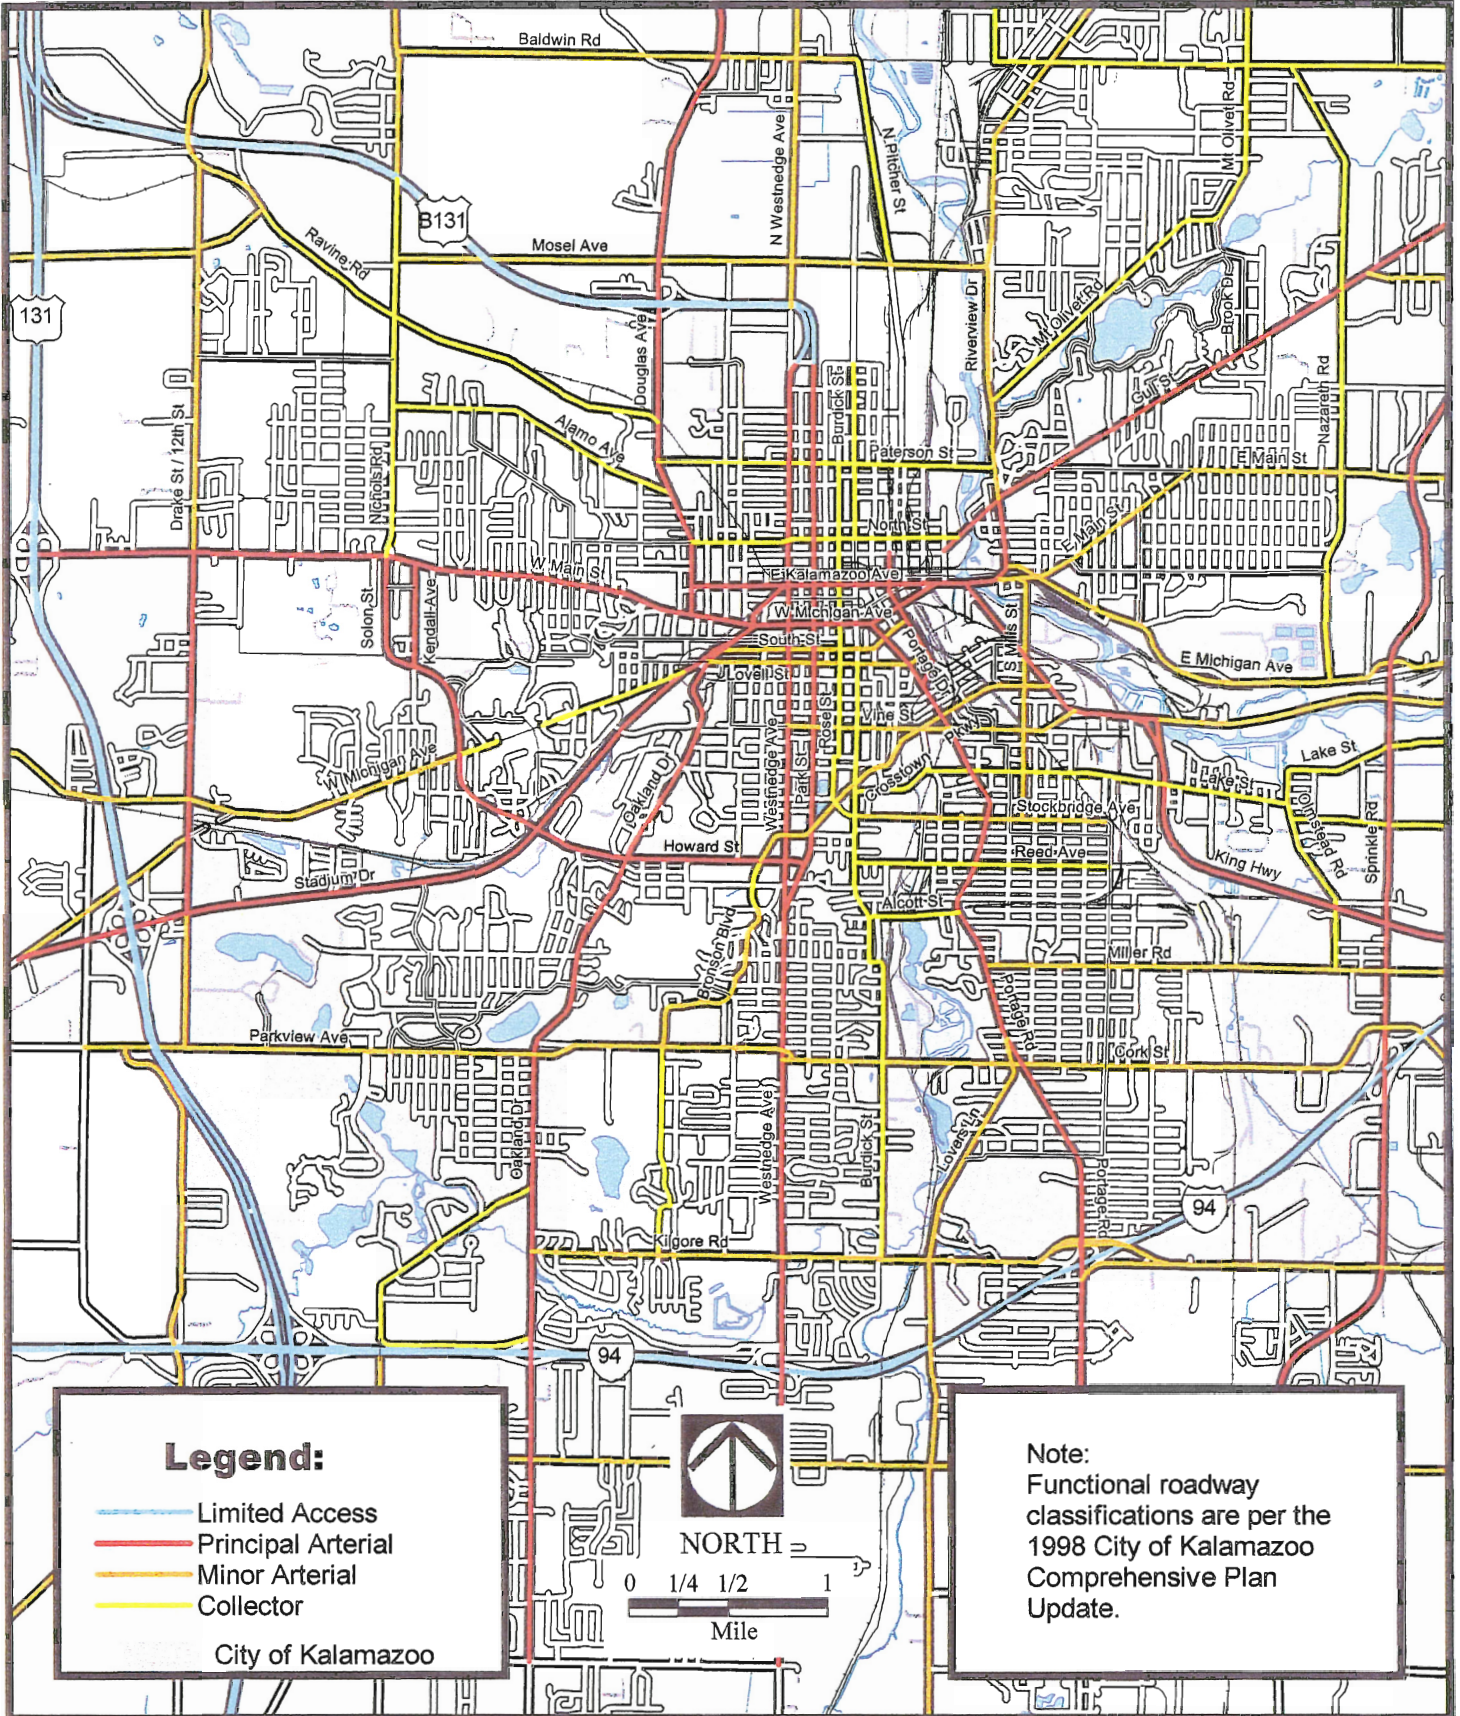 Baldwin Rd
N Westnedge Ave
N Pitcher St
Mt Olivet Rd
B131
Ravine Rd
Mosel Ave
131
Douglas Ave
Riverview Dr
Mt Olivet Rd
Brook Dr
Gull St
Nazareth Rd
Drake St / 12th St
Nichols Rd
Alamo Ave
Burdick St
Paterson St
E Main St
North St
E Main St
W Main St
E Kalamazoo Ave
Solon St
Kendall Ave
W Michigan Ave
South St
Portage Dr
S Mills St
E Michigan Ave
Lovell St
Rose St
Vine St
Pkwy
Crosstown
W Michigan Ave
Oakland Dr
Westnedge Ave
Park St
Lake St
Lake St
Stockbridge Ave
Olmstead Rd
Sprinkle Rd
Howard St
Reed Ave
King Hwy
Stadium Dr
Alcott St
Bronson Blvd
Miller Rd
Portage Rd
Parkview Ave
Cork St
Oakland Dr
Westnedge Ave
Burdick St
Lovers Ln
Portage Rd
94
Kilgore Rd
94
Legend:
Limited Access
Principal Arterial
Minor Arterial
Collector
City of Kalamazoo
NORTH
0 1/4 1/2 1
Mile
Note:
Functional roadway
classifications are per the
1998 City of Kalamazoo
Comprehensive Plan
Update.